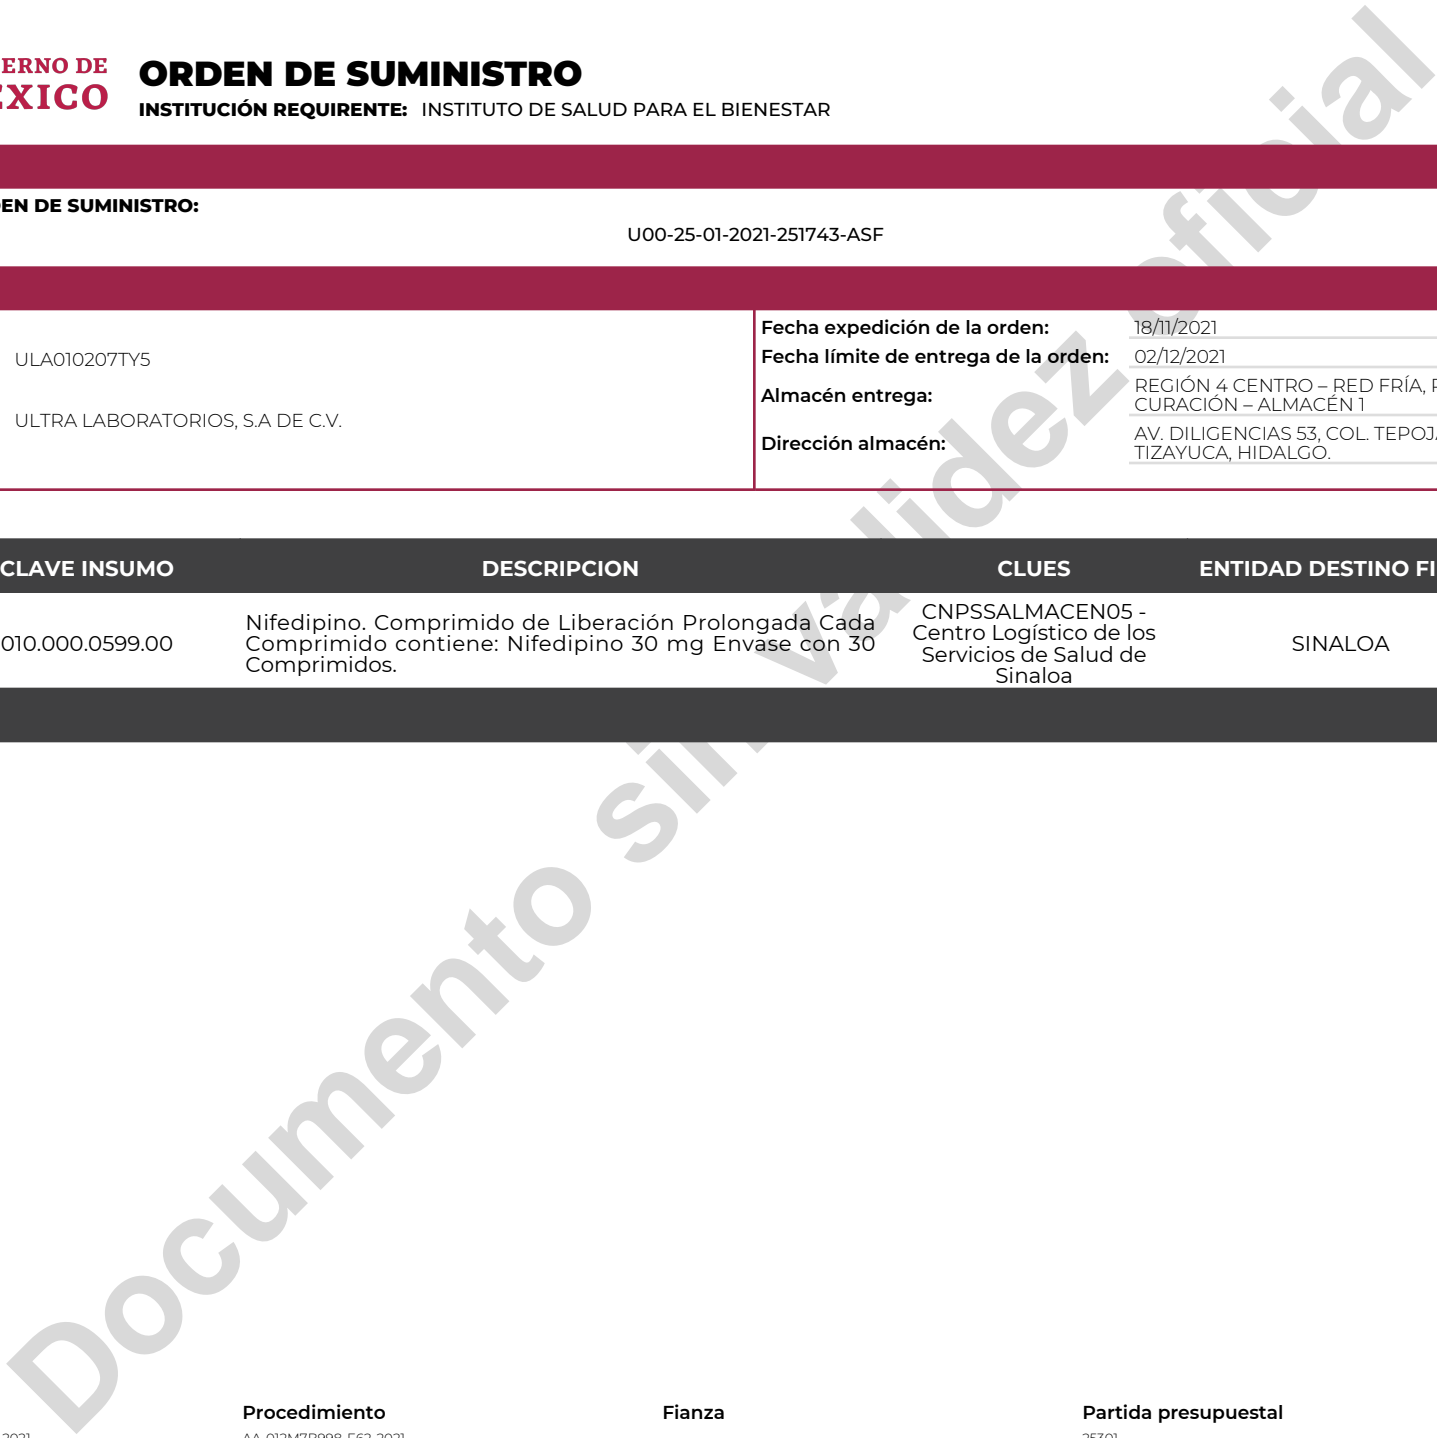 ERNO DE
EXICO
ORDEN DE SUMINISTRO
INSTITUCIÓN REQUIRENTE: INSTITUTO DE SALUD PARA EL BIENESTAR
EN DE SUMINISTRO:
U00-25-01-2021-251743-ASF
ULA010207TY5
ULTRA LABORATORIOS, S.A DE C.V.
Fecha expedición de la orden: 18/11/2021
Fecha límite de entrega de la orden: 02/12/2021
Almacén entrega: REGIÓN 4 CENTRO – RED FRÍA,
CURACIÓN – ALMACÉN 1
Dirección almacén: AV. DILIGENCIAS 53, COL. TEPOJ
TIZAYUCA, HIDALGO.
CLAVE INSUMO DESCRIPCION CLUES ENTIDAD DESTINO FI
010.000.0599.00
Nifedipino. Comprimido de Liberación Prolongada Cada
Comprimido contiene: Nifedipino 30 mg Envase con 30
Comprimidos.
CNPSSALMACEN05 -
Centro Logístico de los
Servicios de Salud de
Sinaloa
SINALOA
Documento sin validez oficial
Procedimiento Fianza Partida presupuestal